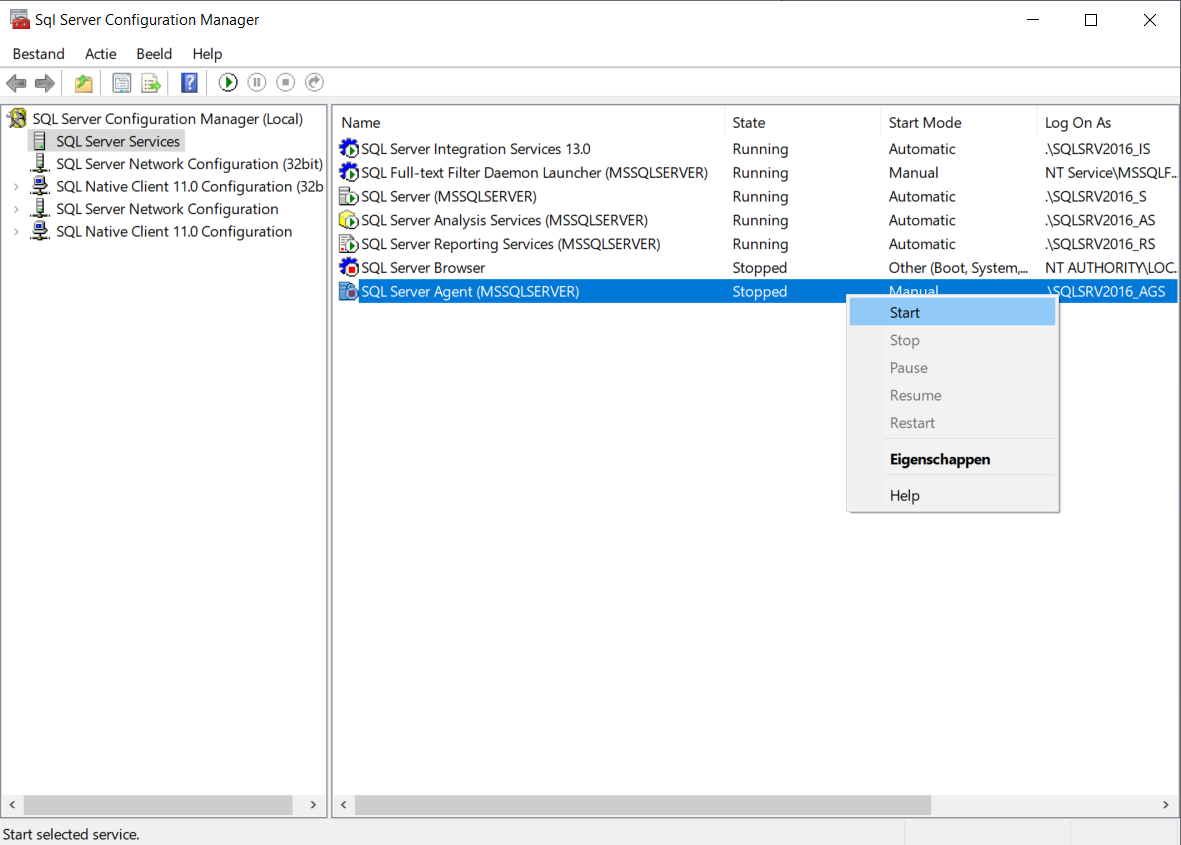 Sql Server Configuration Manager
Bestand Actie Beeld Help
SQL Server Configuration Manager (Local)
SQL Server Services
SQL Server Network Configuration (32bit)
SQL Native Client 11.0 Configuration (32b
SQL Server Network Configuration
SQL Native Client 11.0 Configuration
Name State Start Mode Log On As
SQL Server Integration Services 13.0 Running Automatic .\SQLSRV2016_IS
SQL Full-text Filter Daemon Launcher (MSSQLSERVER) Running Manual NT Service\MSSQLF...
SQL Server (MSSQLSERVER) Running Automatic .\SQLSRV2016_S
SQL Server Analysis Services (MSSQLSERVER) Running Automatic .\SQLSRV2016_AS
SQL Server Reporting Services (MSSQLSERVER) Running Automatic .\SQLSRV2016_RS
SQL Server Browser Stopped Other (Boot, System,... NT AUTHORITY\LOC.
SQL Server Agent (MSSQLSERVER) Stopped Manual .\SQLSRV2016_AGS
Start
Stop
Pause
Resume
Restart
Eigenschappen
Help
Start selected service.